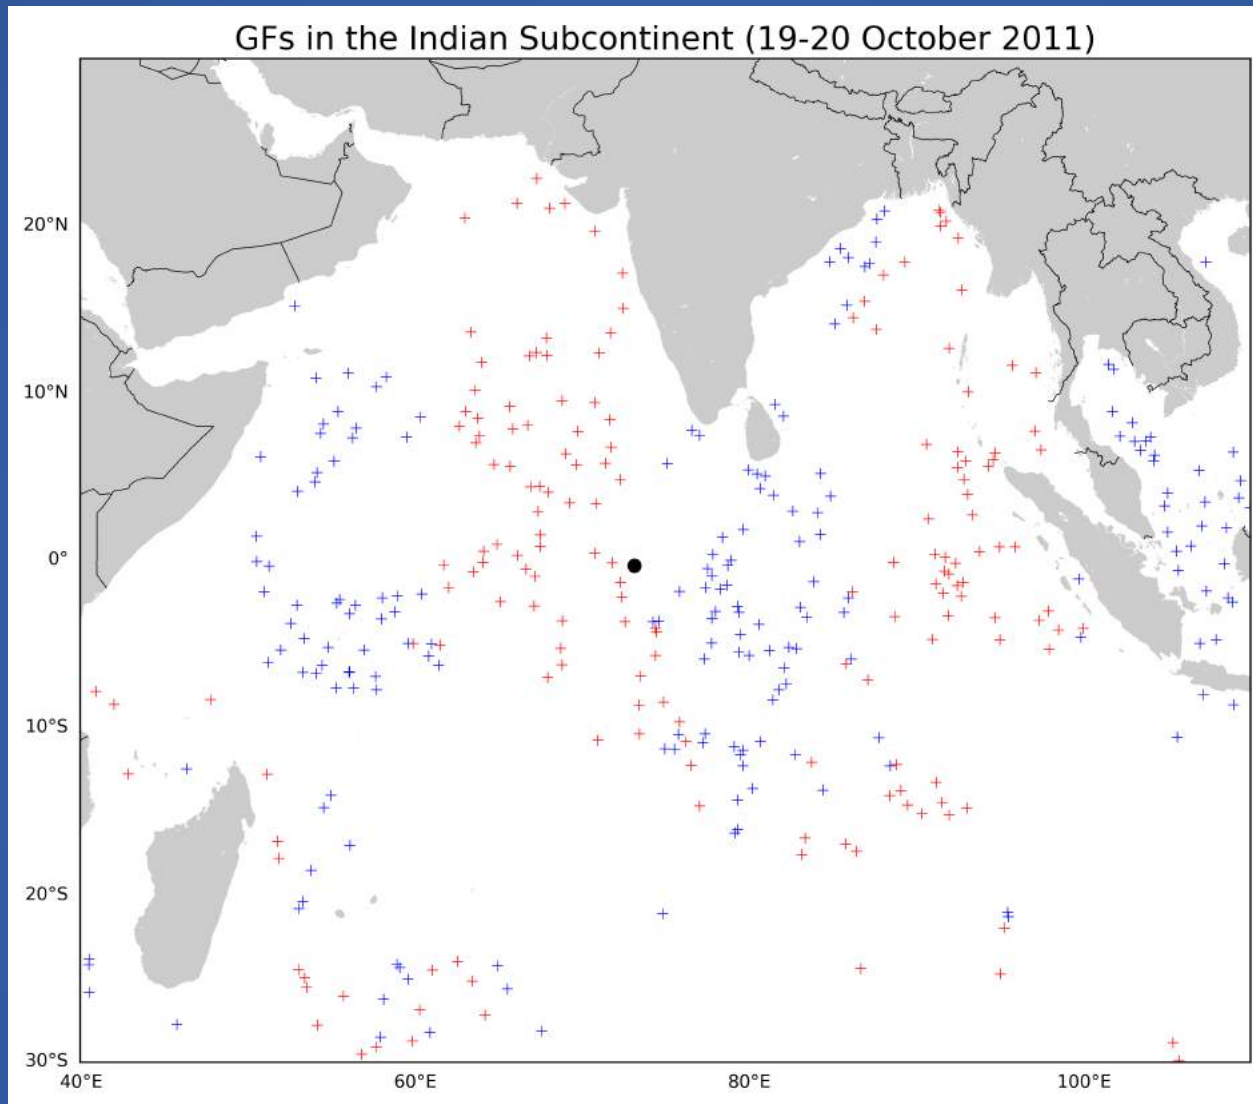 GFs in the Indian Subcontinent (19-20 October 2011)
20°N
10°N
0°
10°S
20°S
30°S
40°E
60°E
80°E
100°E